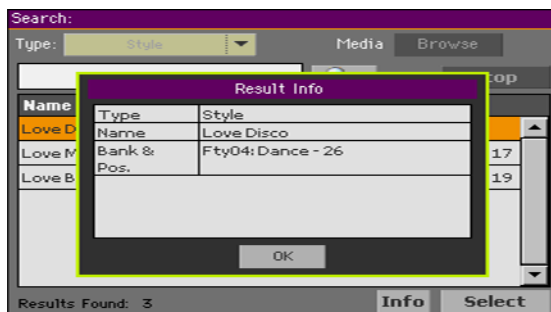 Search:
Type: Style Media Browse
Result Info
Name
Type Style
Love D
Name Love Disco
Love M
Bank & Fty04: Dance - 26
Pos.
17
Love B
19
OK
Results Found: 3 Info Select